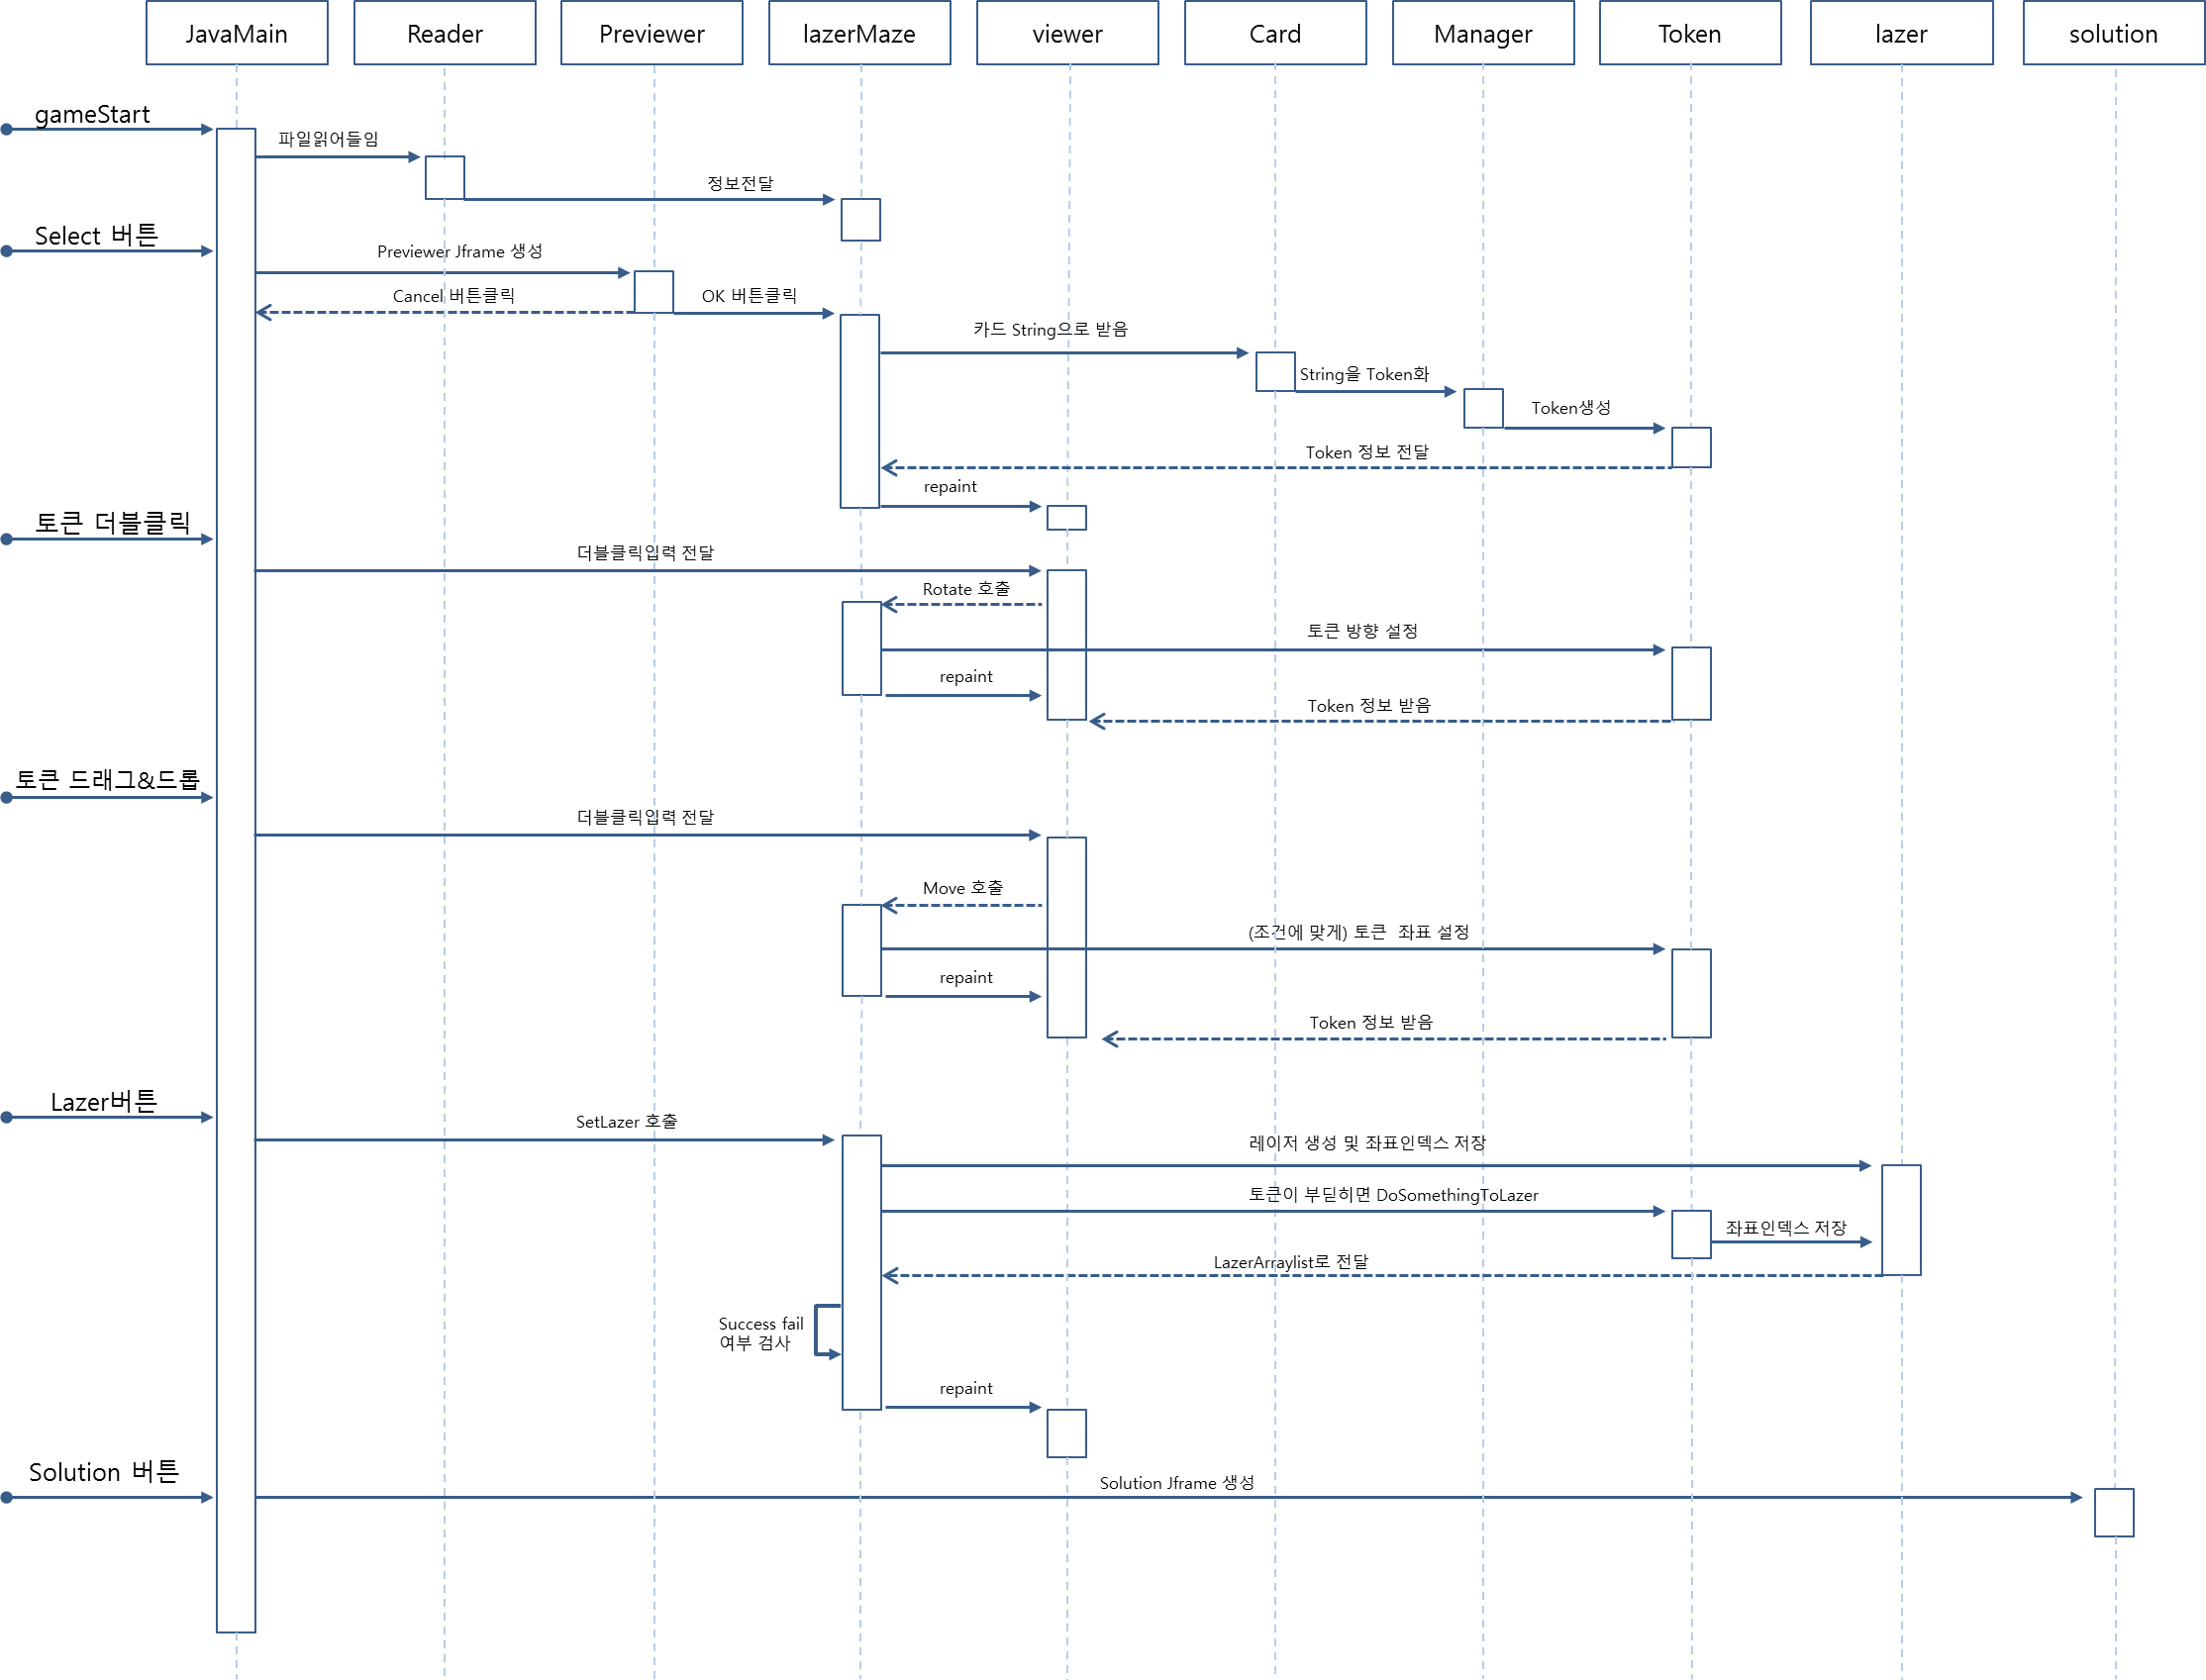 JavaMain
Reader
Previewer
lazerMaze
viewer
Card
Manager
Token
lazer
solution
gameStart
파일읽어들임
정보전달
Select 버튼
Previewer Jframe 생성
Cancel 버튼클릭
OK 버튼클릭
카드 String으로 받음
String을 Token화
Token생성
Token 정보 전달
repaint
토큰 더블클릭
더블클릭입력 전달
Rotate 호출
토큰 방향 설정
repaint
Token 정보 받음
토큰 드래그&드롭
더블클릭입력 전달
Move 호출
(조건에 맞게) 토큰  좌표 설정
repaint
Token 정보 받음
Lazer버튼
SetLazer 호출
레이저 생성 및 좌표인덱스 저장
토큰이 부딛히면 DoSomethingToLazer
좌표인덱스 저장
LazerArraylist로 전달
Success fail
여부 검사
repaint
Solution 버튼
Solution Jframe 생성